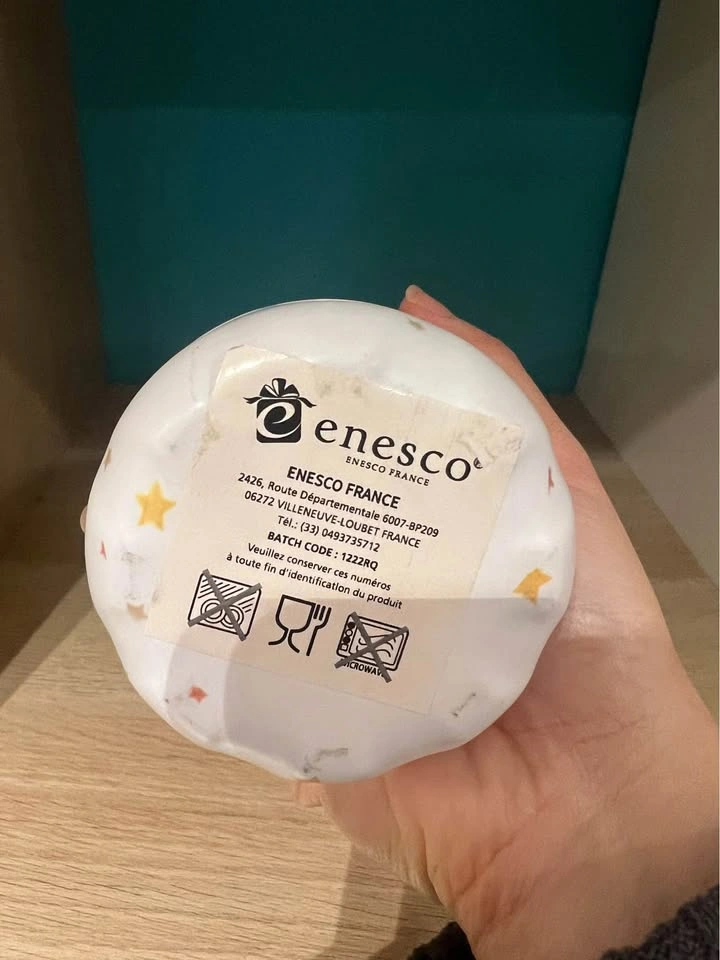 enesco
ENESCO FRANCE
ENESCO FRANCE
2426, Route Départementale 6007-BP209
06272 VILLENEUVE-LOUBET FRANCE
Tél.: (33) 0493735712
BATCH CODE : 1222RQ
Veuillez conserver ces numéros
à toute fin d'identification du produit
MICROWAVE